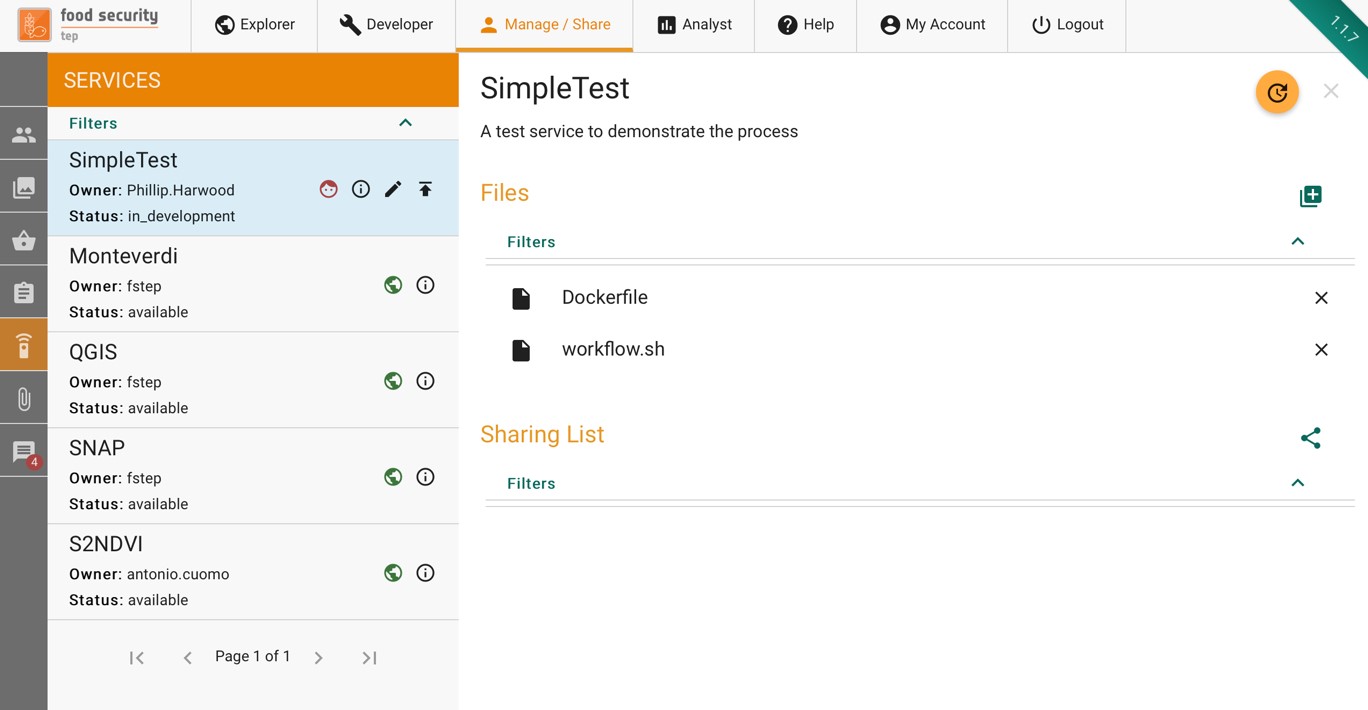 food security
tep
Explorer
Developer
Manage / Share
Analyst
Help
My Account
Logout
1.1.7
SERVICES
Filters
SimpleTest
Owner: Phillip.Harwood
Status: in_development
Monteverdi
Owner: fstep
Status: available
QGIS
Owner: fstep
Status: available
SNAP
Owner: fstep
Status: available
S2NDVI
Owner: antonio.cuomo
Status: available
Page 1 of 1
4
SimpleTest
A test service to demonstrate the process
Files
Filters
Dockerfile
workflow.sh
Sharing List
Filters